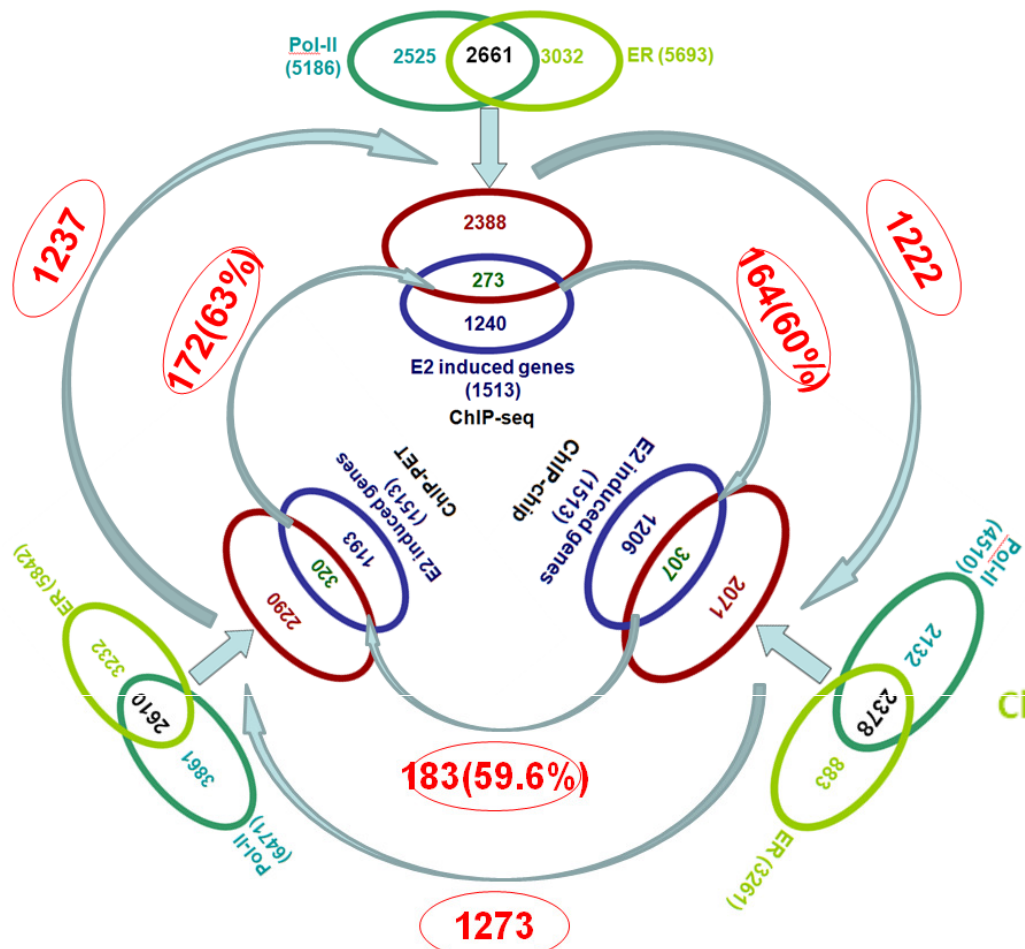 Pol-II
(5186)
2525
2661
3032
ER (5693)
2388
273
1240
E2 induced genes
(1513)
ChIP-seq
1237
172(63%)
164(60%)
1222
ChIP-PET
E2 induced genes
(1513)
1193
320
2290
ChIP-chip
E2 induced genes
(1513)
1206
307
2071
ER (5842)
3232
2610
3861
Pol-II
(6471)
Pol-II
(4510)
2132
2378
883
ER (3261)
Ci
183(59.6%)
1273